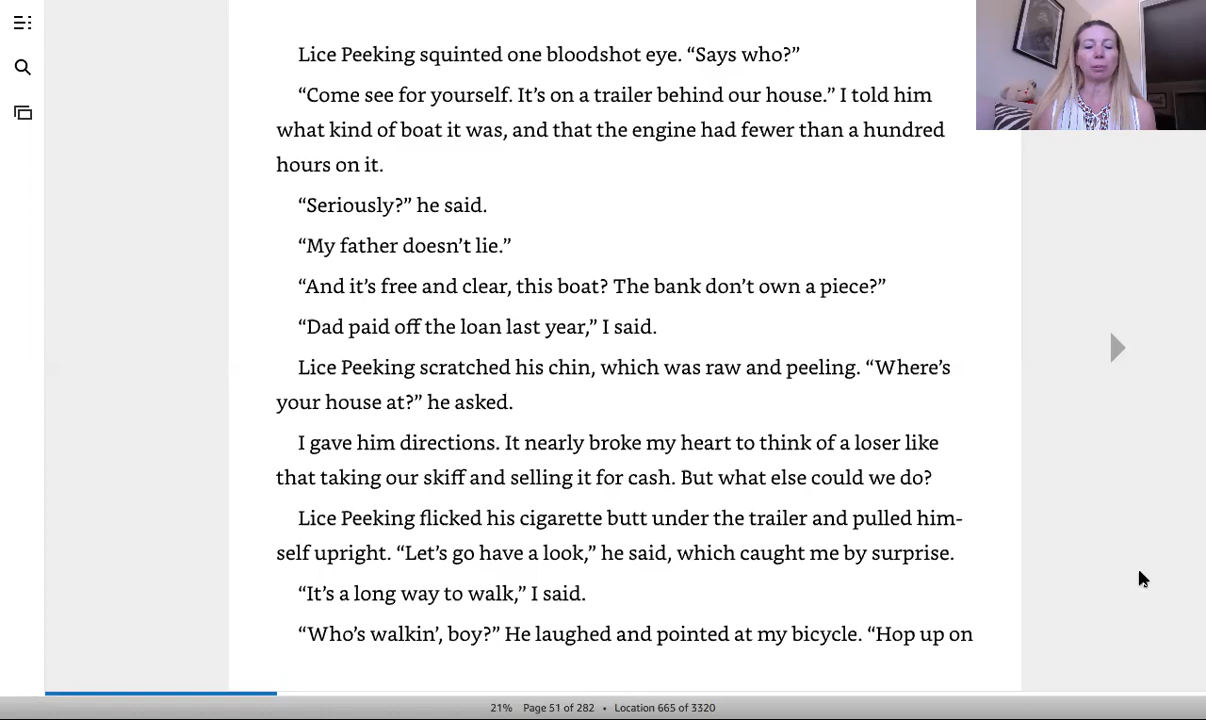 Lice Peeking squinted one bloodshot eye. “Says who?”
“Come see for yourself. It’s on a trailer behind our house.” I told him
what kind of boat it was, and that the engine had fewer than a hundred
hours on it.
“Seriously?” he said.
“My father doesn’t lie.”
“And it’s free and clear, this boat? The bank don’t own a piece?”
“Dad paid off the loan last year,” I said.
Lice Peeking scratched his chin, which was raw and peeling. “Where’s
your house at?” he asked.
I gave him directions. It nearly broke my heart to think of a loser like
that taking our skiff and selling it for cash. But what else could we do?
Lice Peeking flicked his cigarette butt under the trailer and pulled him-
self upright. “Let’s go have a look,” he said, which caught me by surprise.
“It’s a long way to walk,” I said.
“Who’s walkin’, boy?” He laughed and pointed at my bicycle. “Hop up on
21% Page 51 of 282 • Location 665 of 3320